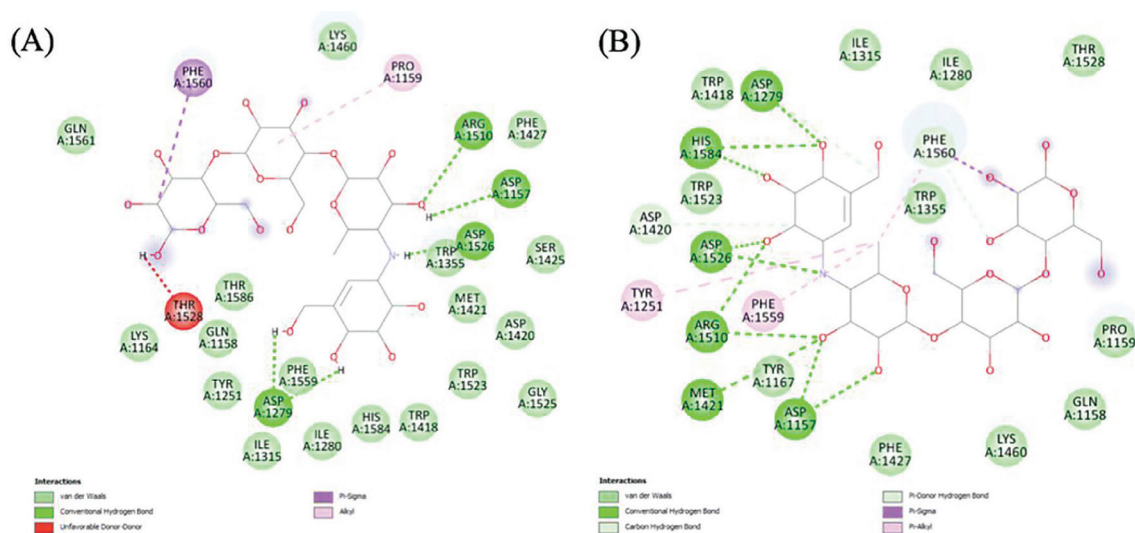 (A)
LYS
A:1460
PHE
A:1560
PRO
A:1159
GLN
A:1561
ARG
A:1510
PHE
A:1427
ASP
A:1157
ASP
A:1526
TRP
A:1355
SER
A:1425
THR
A:1586
THR
A:1528
MET
A:1421
LYS
A:1164
GLN
A:1158
ASP
A:1420
TYR
A:1251
PHE
A:1559
ASP
A:1279
TRP
A:1523
GLY
A:1525
ILE
A:1315
ILE
A:1280
HIS
A:1584
TRP
A:1418
H
O
H
N
H
H
O
H
Interactions
van der Waals
Conventional Hydrogen Bond
Unfavorable Donor-Donor
Pi-Sigma
Alkyl
(B)
ILE
A:1315
ILE
A:1280
THR
A:1528
TRP
A:1418
ASP
A:1279
HIS
A:1584
PHE
A:1560
TRP
A:1523
TRP
A:1355
ASP
A:1420
ASP
A:1526
TYR
A:1251
PHE
A:1559
ARG
A:1510
PRO
A:1159
TYR
A:1167
MET
A:1421
ASP
A:1157
GLN
A:1158
PHE
A:1427
LYS
A:1460
Interactions
van der Waals
Conventional Hydrogen Bond
Carbon Hydrogen Bond
Pi-Donor Hydrogen Bond
Pi-Sigma
Pi-Alkyl